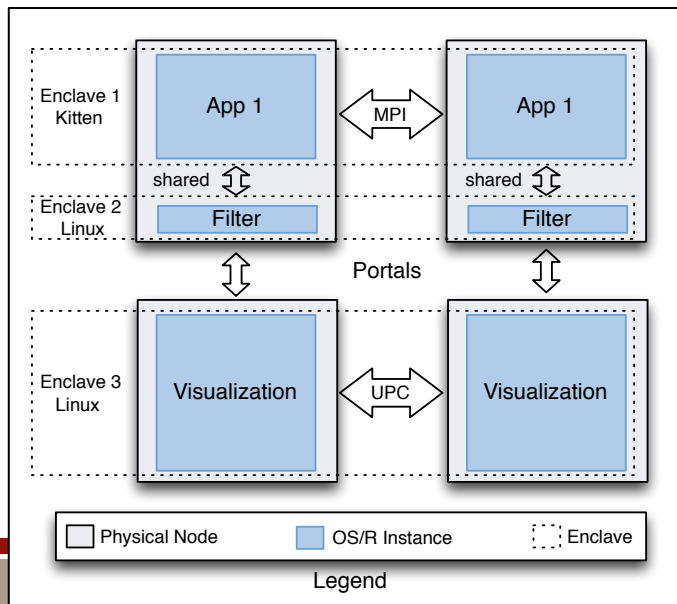 Enclave 1
Kitten
App 1
MPI
App 1
shared
shared
Enclave 2
Linux
Filter
Filter
Portals
Enclave 3
Linux
Visualization
UPC
Visualization
Physical Node
OS/R Instance
Enclave
Legend